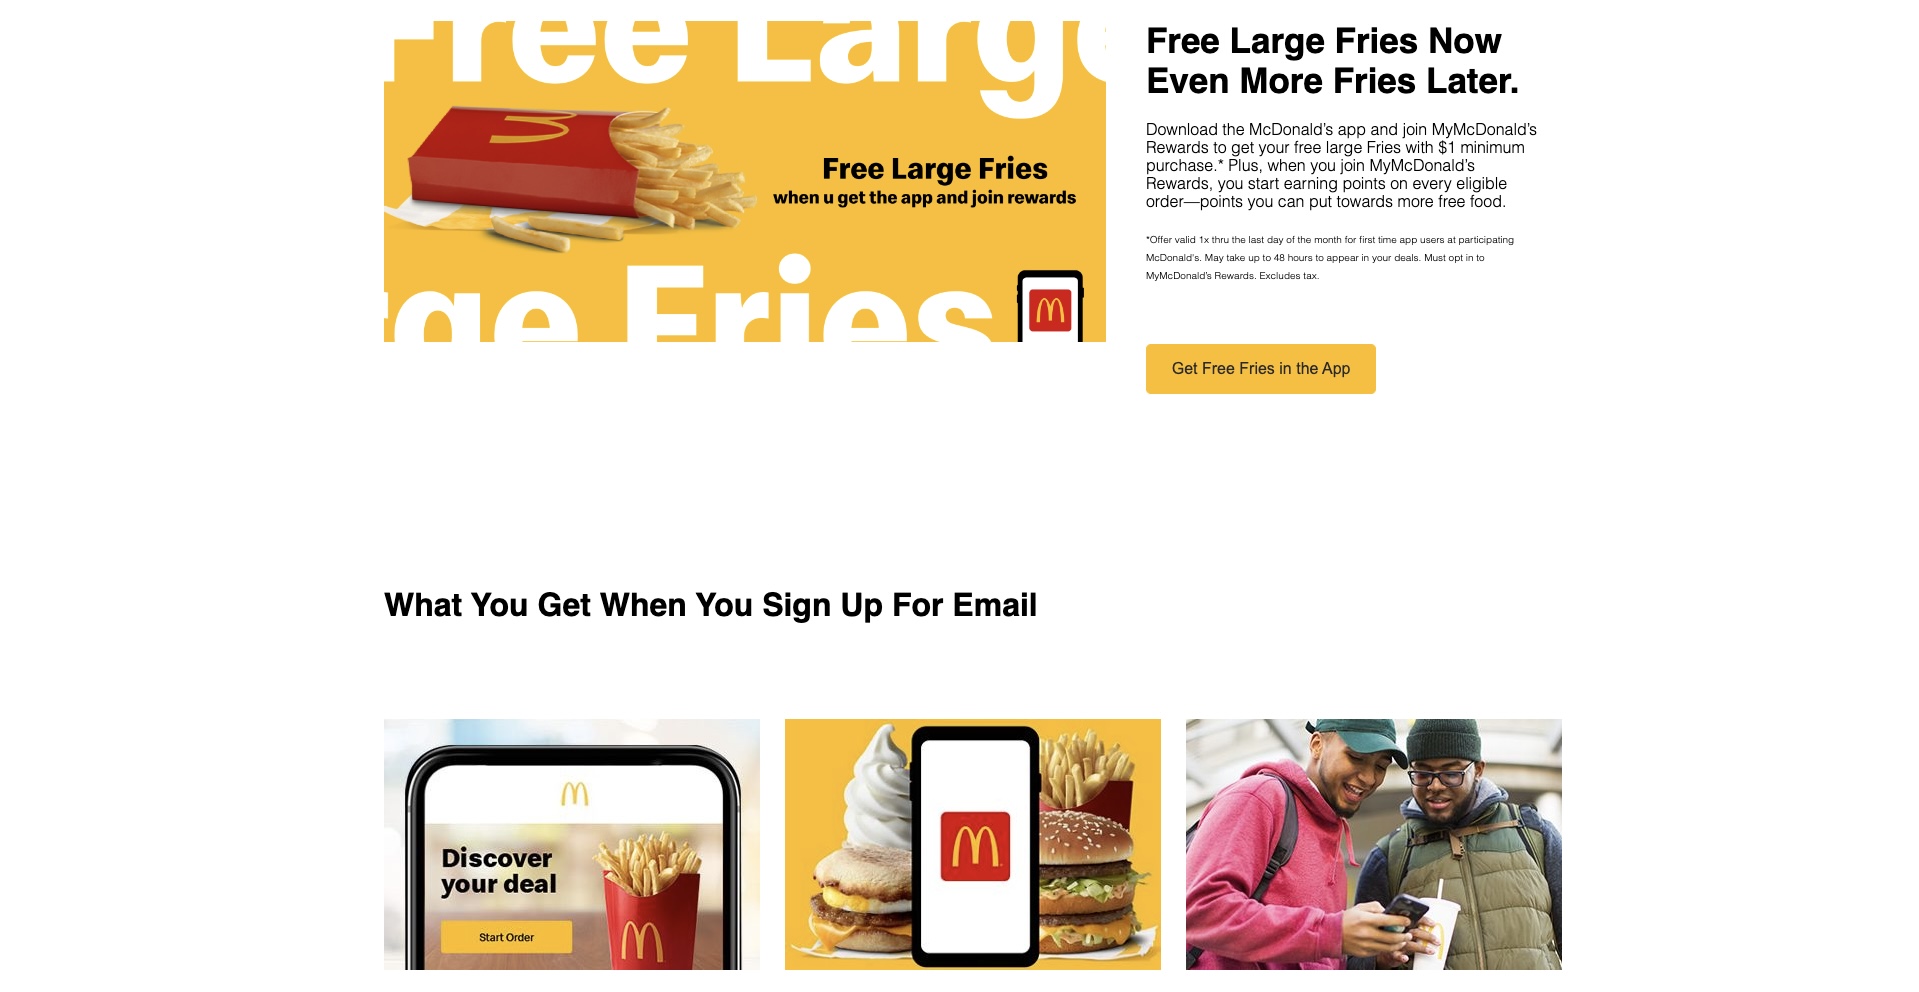 Free Large
Free Large Fries
when u get the app and join rewards
rge Fries
Free Large Fries Now
Even More Fries Later.
Download the McDonald’s app and join MyMcDonald’s
Rewards to get your free large Fries with $1 minimum
purchase.* Plus, when you join MyMcDonald’s
Rewards, you start earning points on every eligible
order—points you can put towards more free food.
*Offer valid 1x thru the last day of the month for first time app users at participating
McDonald's. May take up to 48 hours to appear in your deals. Must opt in to
MyMcDonald’s Rewards. Excludes tax.
Get Free Fries in the App
What You Get When You Sign Up For Email
Discover
your deal
Start Order